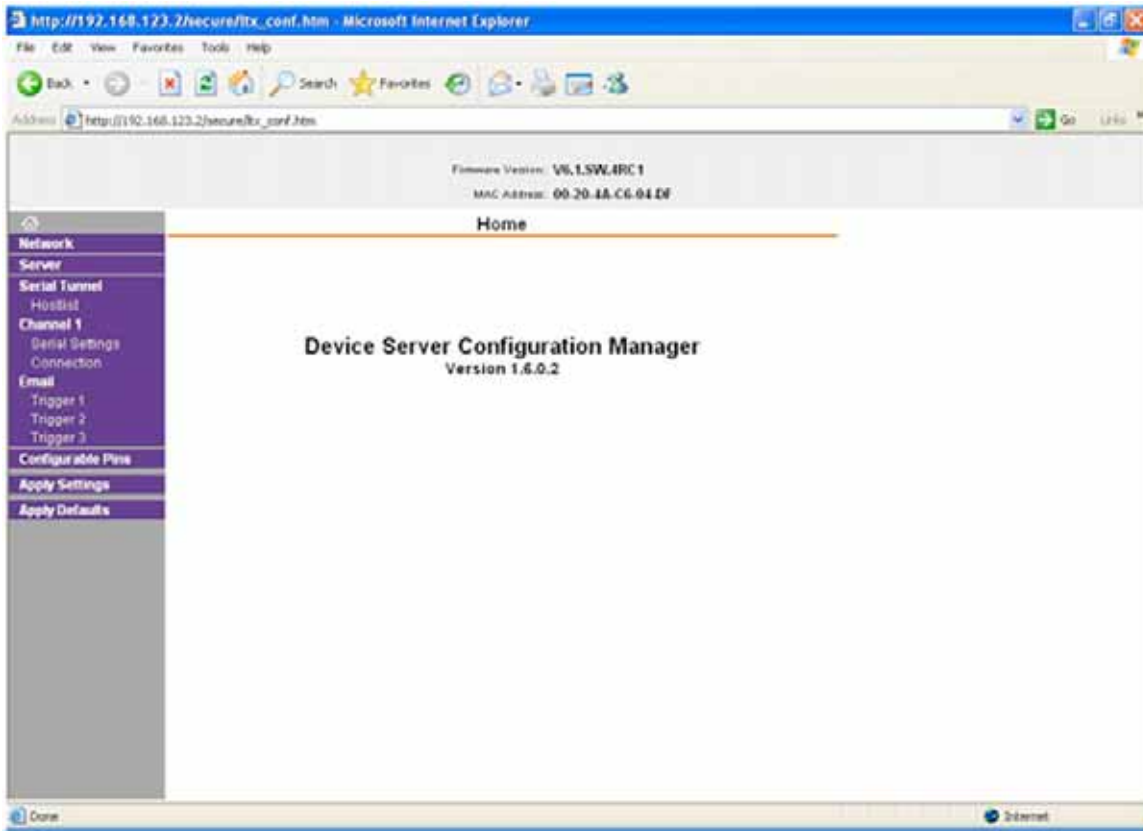 http://192.168.123.2/secure/ltx_conf.htm - Microsoft Internet Explorer
File Edit View Favorites Tools Help
Back Search Favorites
Address http://192.168.123.2/secure/ltx_conf.htm Go Links »
Firmware Version: V6.1.SW.4RC1
MAC Address: 00-20-4A-C6-04-DF
Home
Network
Server
Serial Tunnel
Hostlist
Channel 1
Serial Settings
Connection
Email
Trigger 1
Trigger 2
Trigger 3
Configurable Pins
Apply Settings
Apply Defaults
Device Server Configuration Manager
Version 1.6.0.2
Done Internet